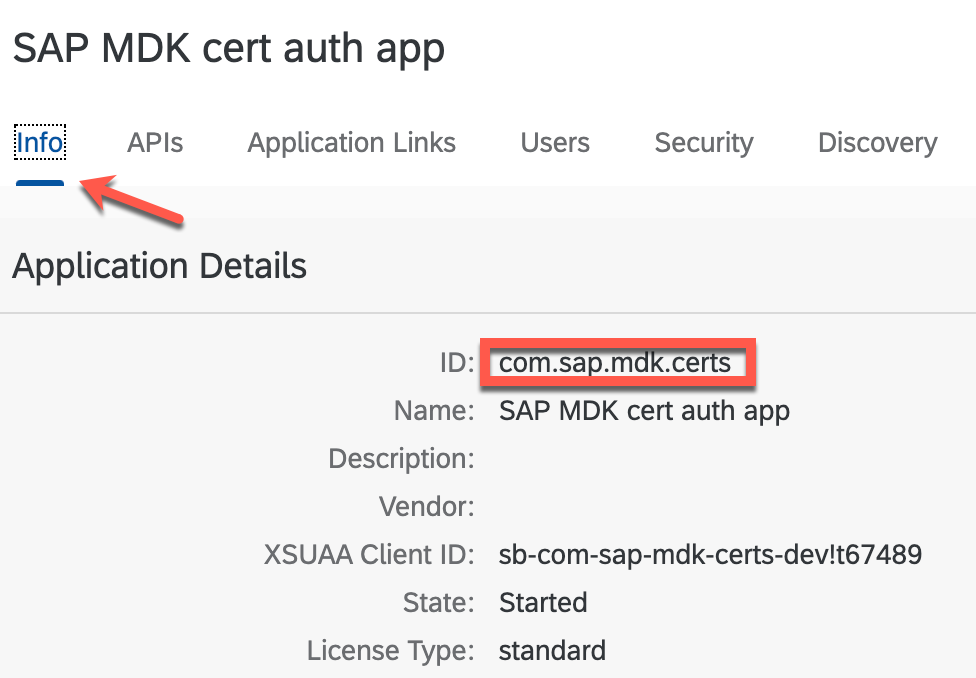 SAP MDK cert auth app
Info APIs Application Links Users Security Discovery
Application Details
ID: com.sap.mdk.certs
Name: SAP MDK cert auth app
Description:
Vendor:
XSUAA Client ID: sb-com-sap-mdk-certs-dev!t67489
State: Started
License Type: standard